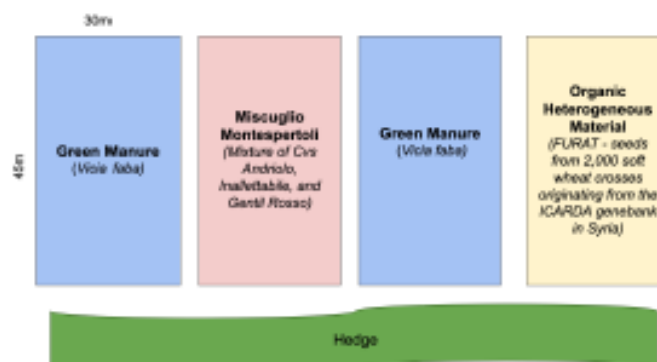 30m
45m
Green Manure
(Vicia faba)
Miscuglio
Montespertoli
(Mixture of Cvs
Andriolo,
Inallettabile, and
Gentil Rosso)
Green Manure
(Vicia faba)
Organic
Heterogeneous
Material
(FURAT - seeds
from 2,000 soft
wheat crosses
originating from the
ICARDA genebank
in Syria)
Hedge